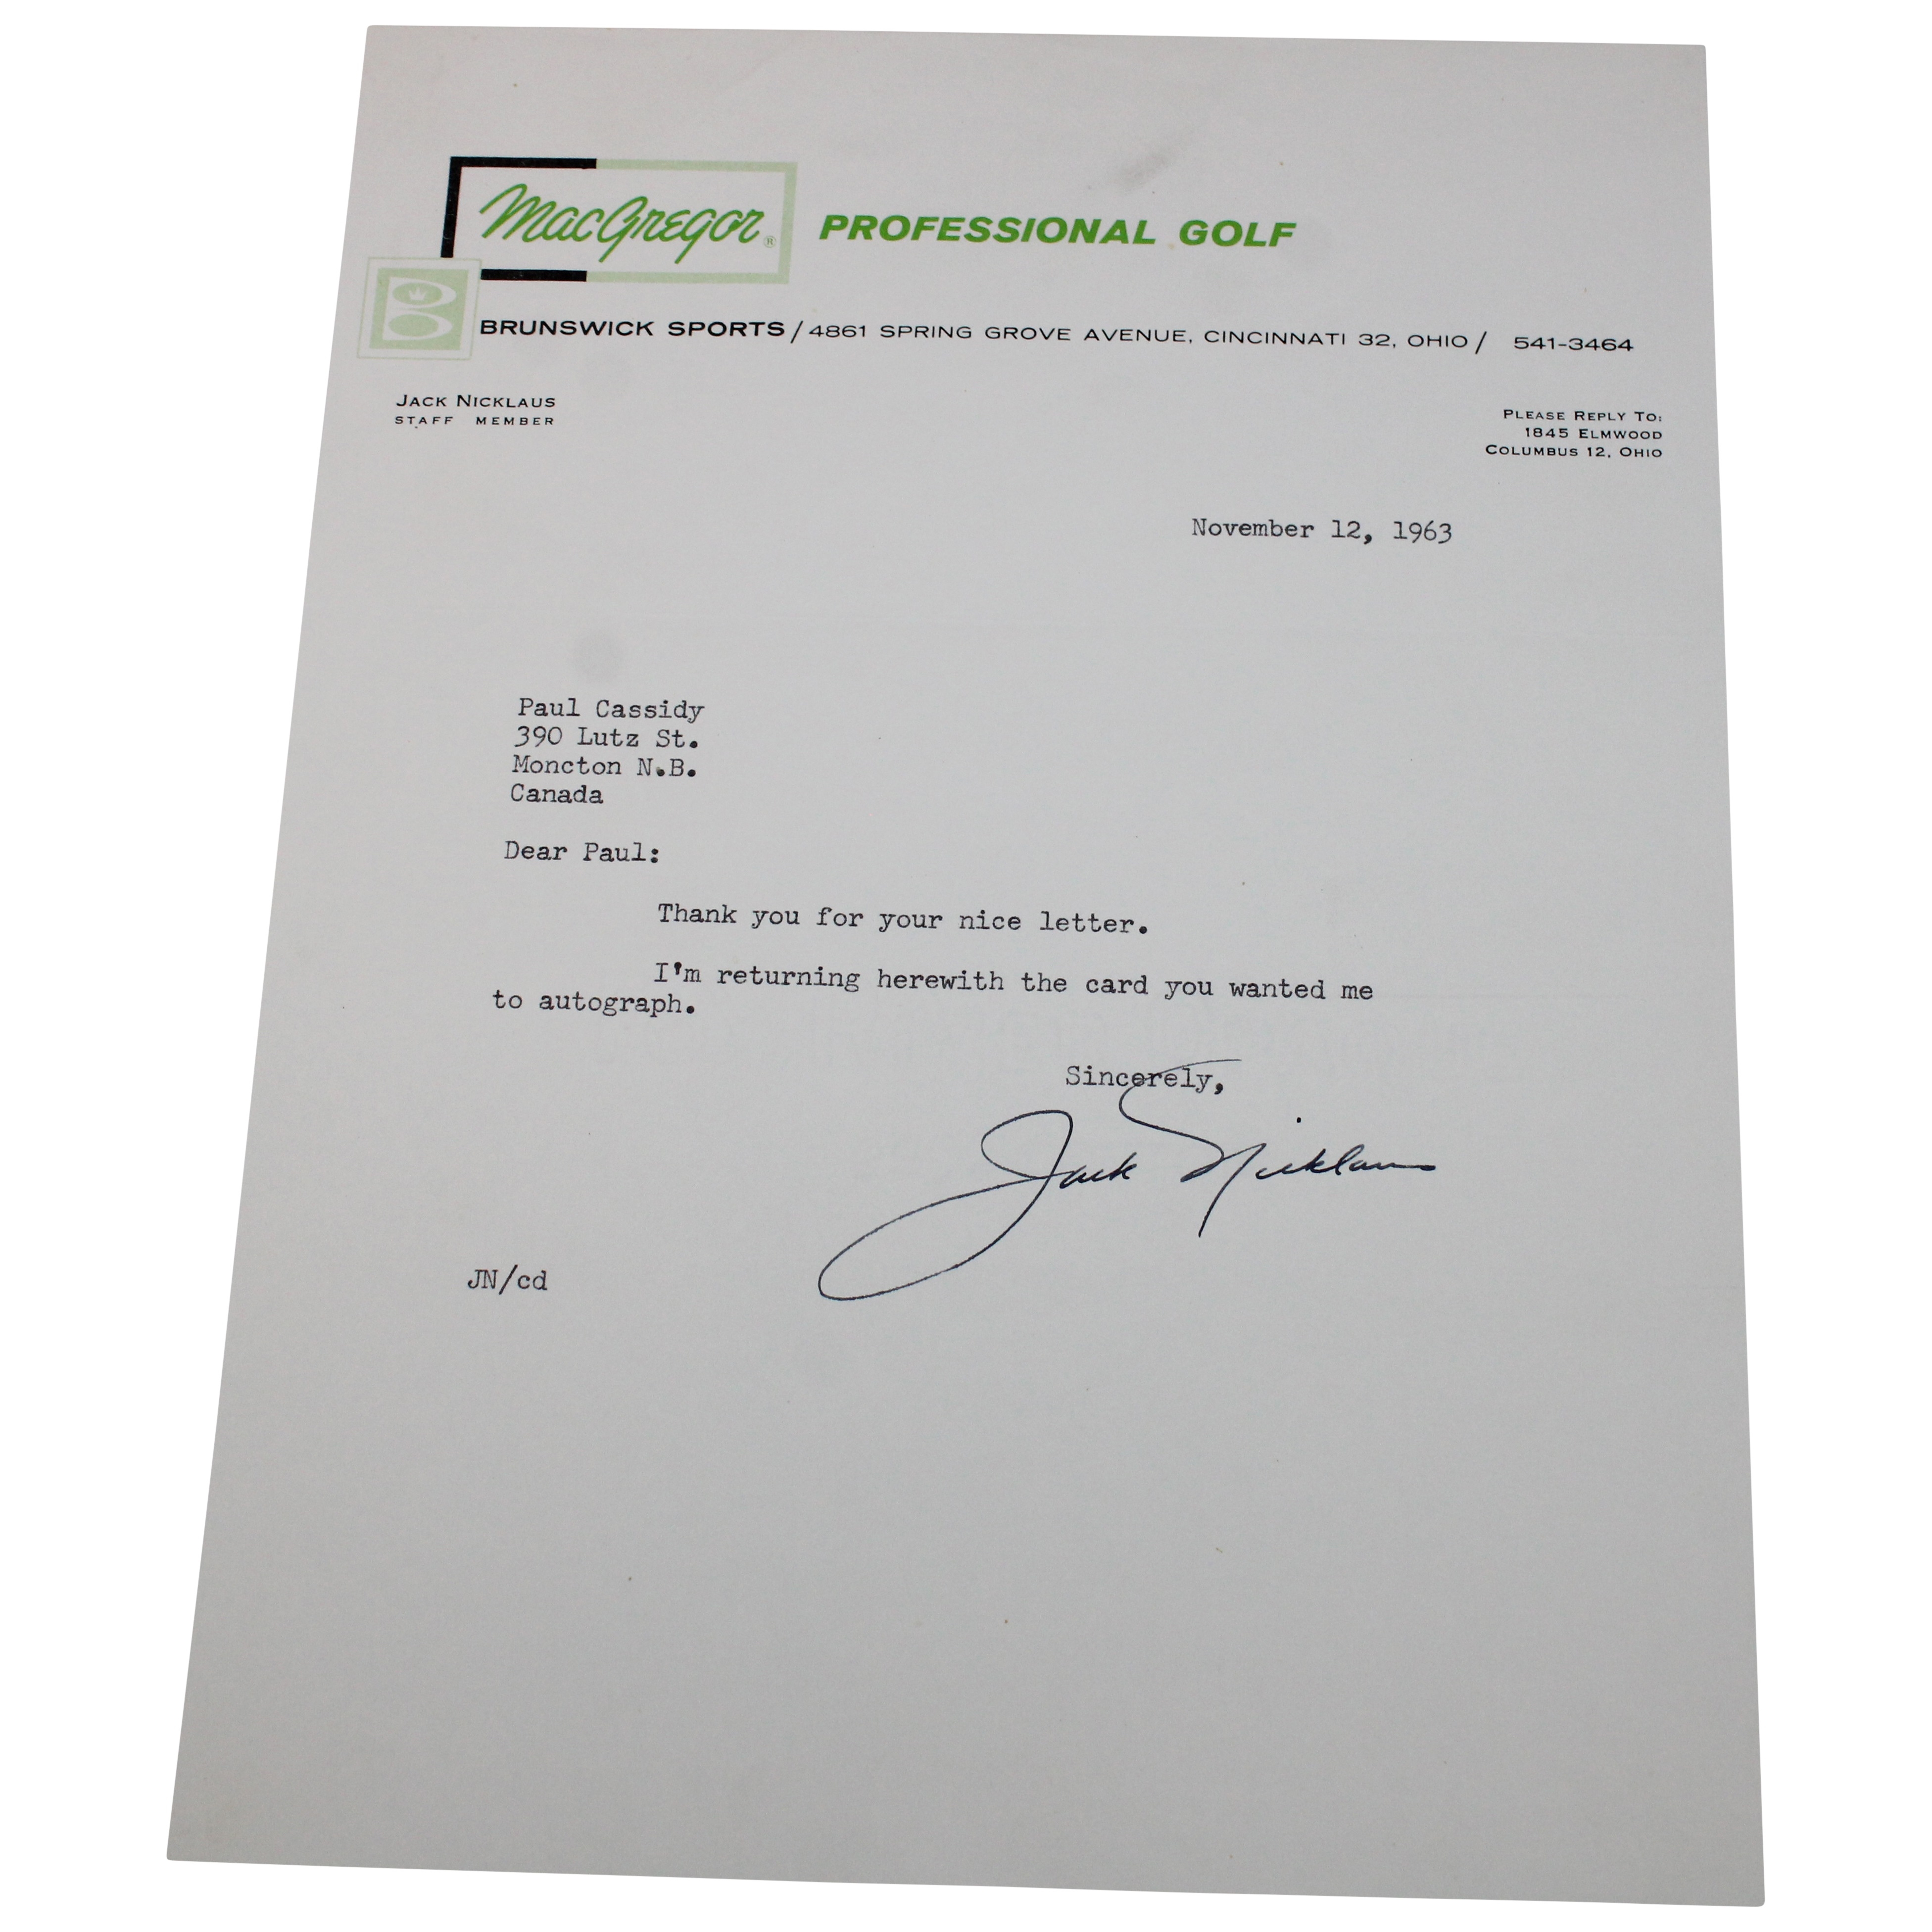 MacGregor® PROFESSIONAL GOLF
B
BRUNSWICK SPORTS / 4861 SPRING GROVE AVENUE, CINCINNATI 32, OHIO / 541-3464
JACK NICKLAUS
STAFF MEMBER
PLEASE REPLY TO:
1845 ELMWOOD
COLUMBUS 12, OHIO
November 12, 1963
Paul Cassidy
390 Lutz St.
Moncton N.B.
Canada
Dear Paul:
Thank you for your nice letter.
I'm returning herewith the card you wanted me
to autograph.
Sincerely,
Jack Nicklaus
JN/cd